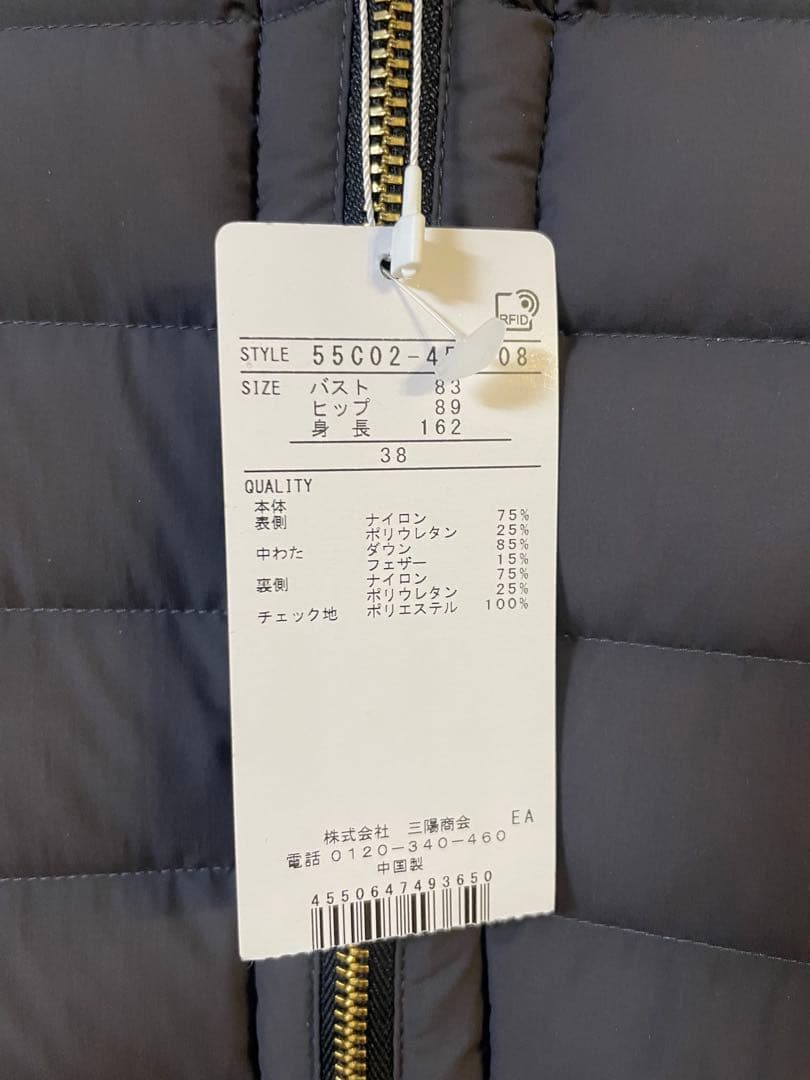 RFID
STYLE 55C02-45 08
SIZE バスト 83
ヒップ 89
身 長 162
38
QUALITY
本体
表側 ナイロン 75%
ポリウレタン 25%
中わた ダウン 85%
フェザー 15%
裏側 ナイロン 75%
ポリウレタン 25%
チェック地 ポリエステル 100%
EA
株式会社 三陽商会
電話 0120-340-460
中国製
4550647493650